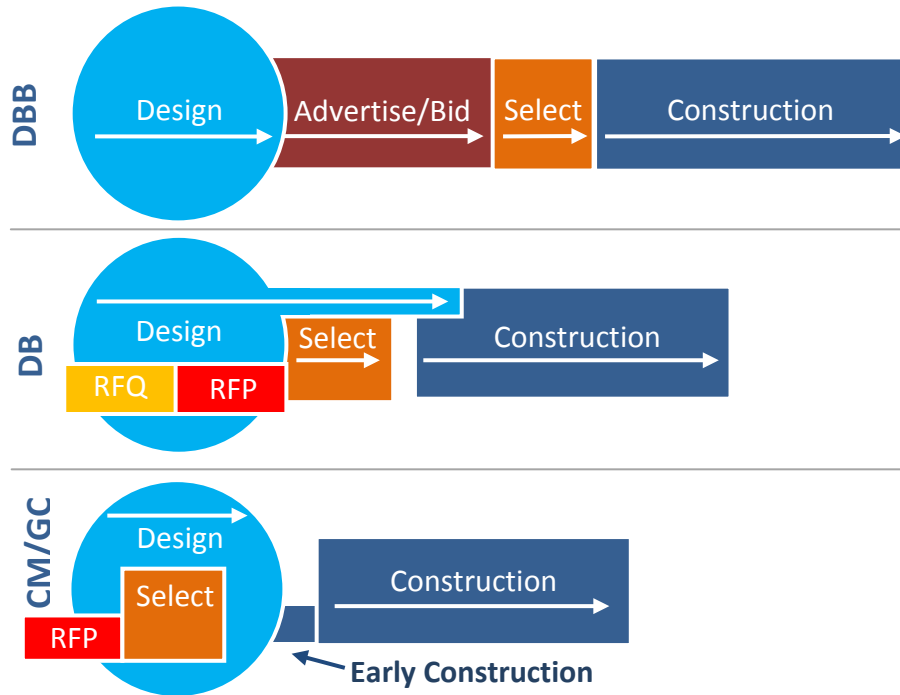 DBB
Design
Advertise/Bid
Select
Construction
DB
Design
Select
Construction
RFQ
RFP
CM/GC
Design
Select
Construction
RFP
Early Construction